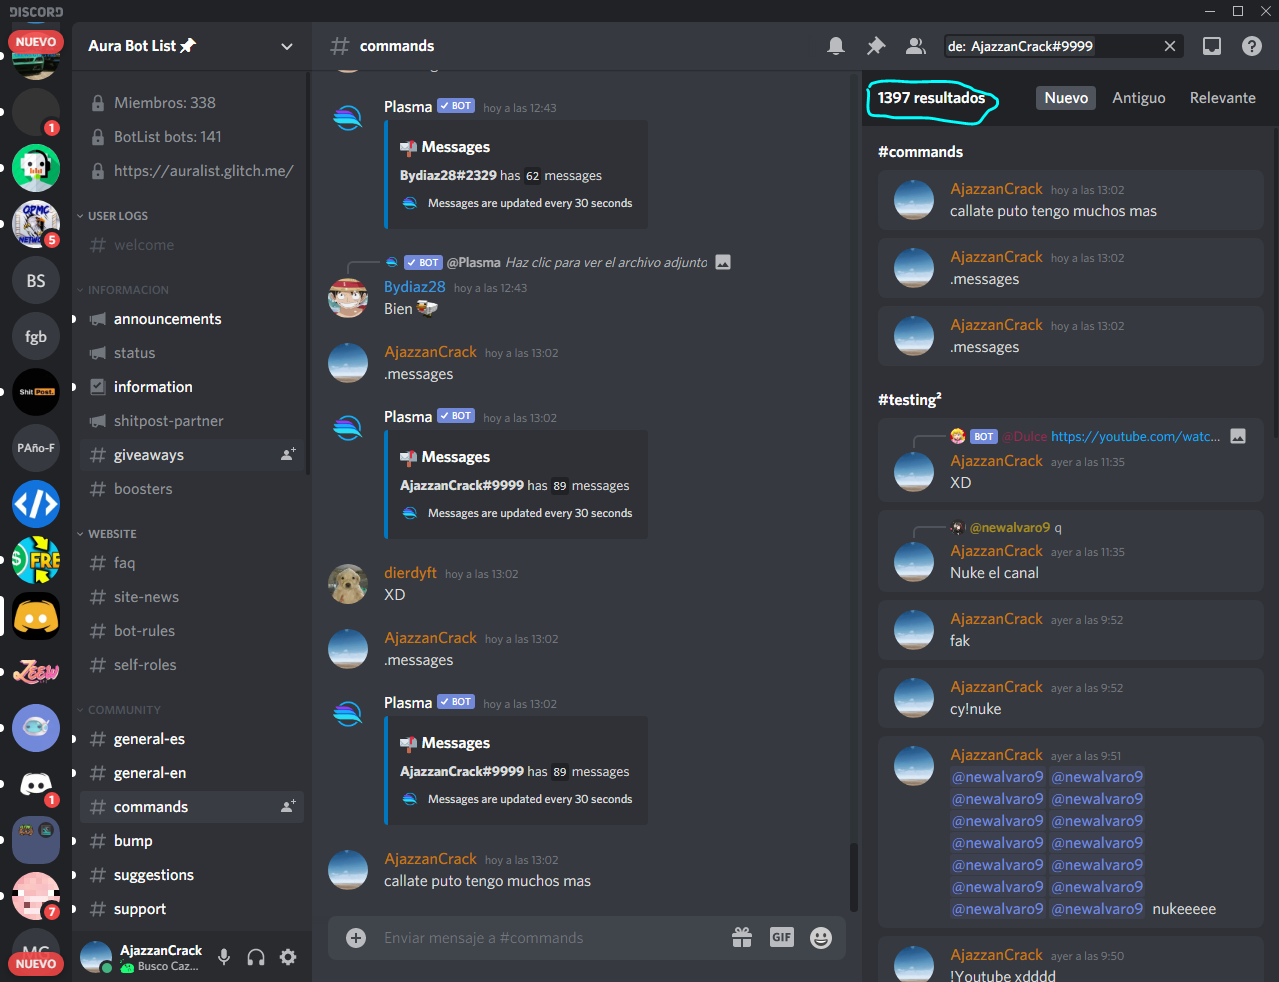 DISCORD
NUEVO
1
5
BS
fgb
Shit Post.
PAño-F
$ FRE
ZEEW
1
7
MG
NUEVO
Aura Bot List
Miembros: 338
BotList bots: 141
https://auralist.glitch.me/
USER LOGS
welcome
INFORMACION
announcements
status
information
shitpost-partner
giveaways
boosters
WEBSITE
faq
site-news
bot-rules
self-roles
COMMUNITY
general-es
general-en
commands
bump
suggestions
support
AjazzanCrack
Busco Caz...
commands
Plasma BOT hoy a las 12:43
📬 Messages
Bydiaz28#2329 has 62 messages
Messages are updated every 30 seconds
BOT @Plasma Haz clic para ver el archivo adjunto
Bydiaz28 hoy a las 12:43
Bien
AjazzanCrack hoy a las 13:02
.messages
Plasma BOT hoy a las 13:02
📬 Messages
AjazzanCrack#9999 has 89 messages
Messages are updated every 30 seconds
dierdyft hoy a las 13:02
XD
AjazzanCrack hoy a las 13:02
.messages
Plasma BOT hoy a las 13:02
📬 Messages
AjazzanCrack#9999 has 89 messages
Messages are updated every 30 seconds
AjazzanCrack hoy a las 13:02
callate puto tengo muchos mas
Enviar mensaje a #commands
GIF
de: AjazzanCrack#9999
1397 resultados
Nuevo Antiguo Relevante
#commands
AjazzanCrack hoy a las 13:02
callate puto tengo muchos mas
AjazzanCrack hoy a las 13:02
.messages
AjazzanCrack hoy a las 13:02
.messages
#testing²
BOT @Dulce https://youtube.com/watc...
AjazzanCrack ayer a las 11:35
XD
@newalvaro9 q
AjazzanCrack ayer a las 11:35
Nuke el canal
AjazzanCrack ayer a las 9:52
fak
AjazzanCrack ayer a las 9:52
cy!nuke
AjazzanCrack ayer a las 9:51
@newalvaro9 @newalvaro9
@newalvaro9 @newalvaro9
@newalvaro9 @newalvaro9
@newalvaro9 @newalvaro9
@newalvaro9 @newalvaro9
@newalvaro9 @newalvaro9
@newalvaro9 @newalvaro9 nukeeeee
AjazzanCrack ayer a las 9:50
!Youtube xdddd